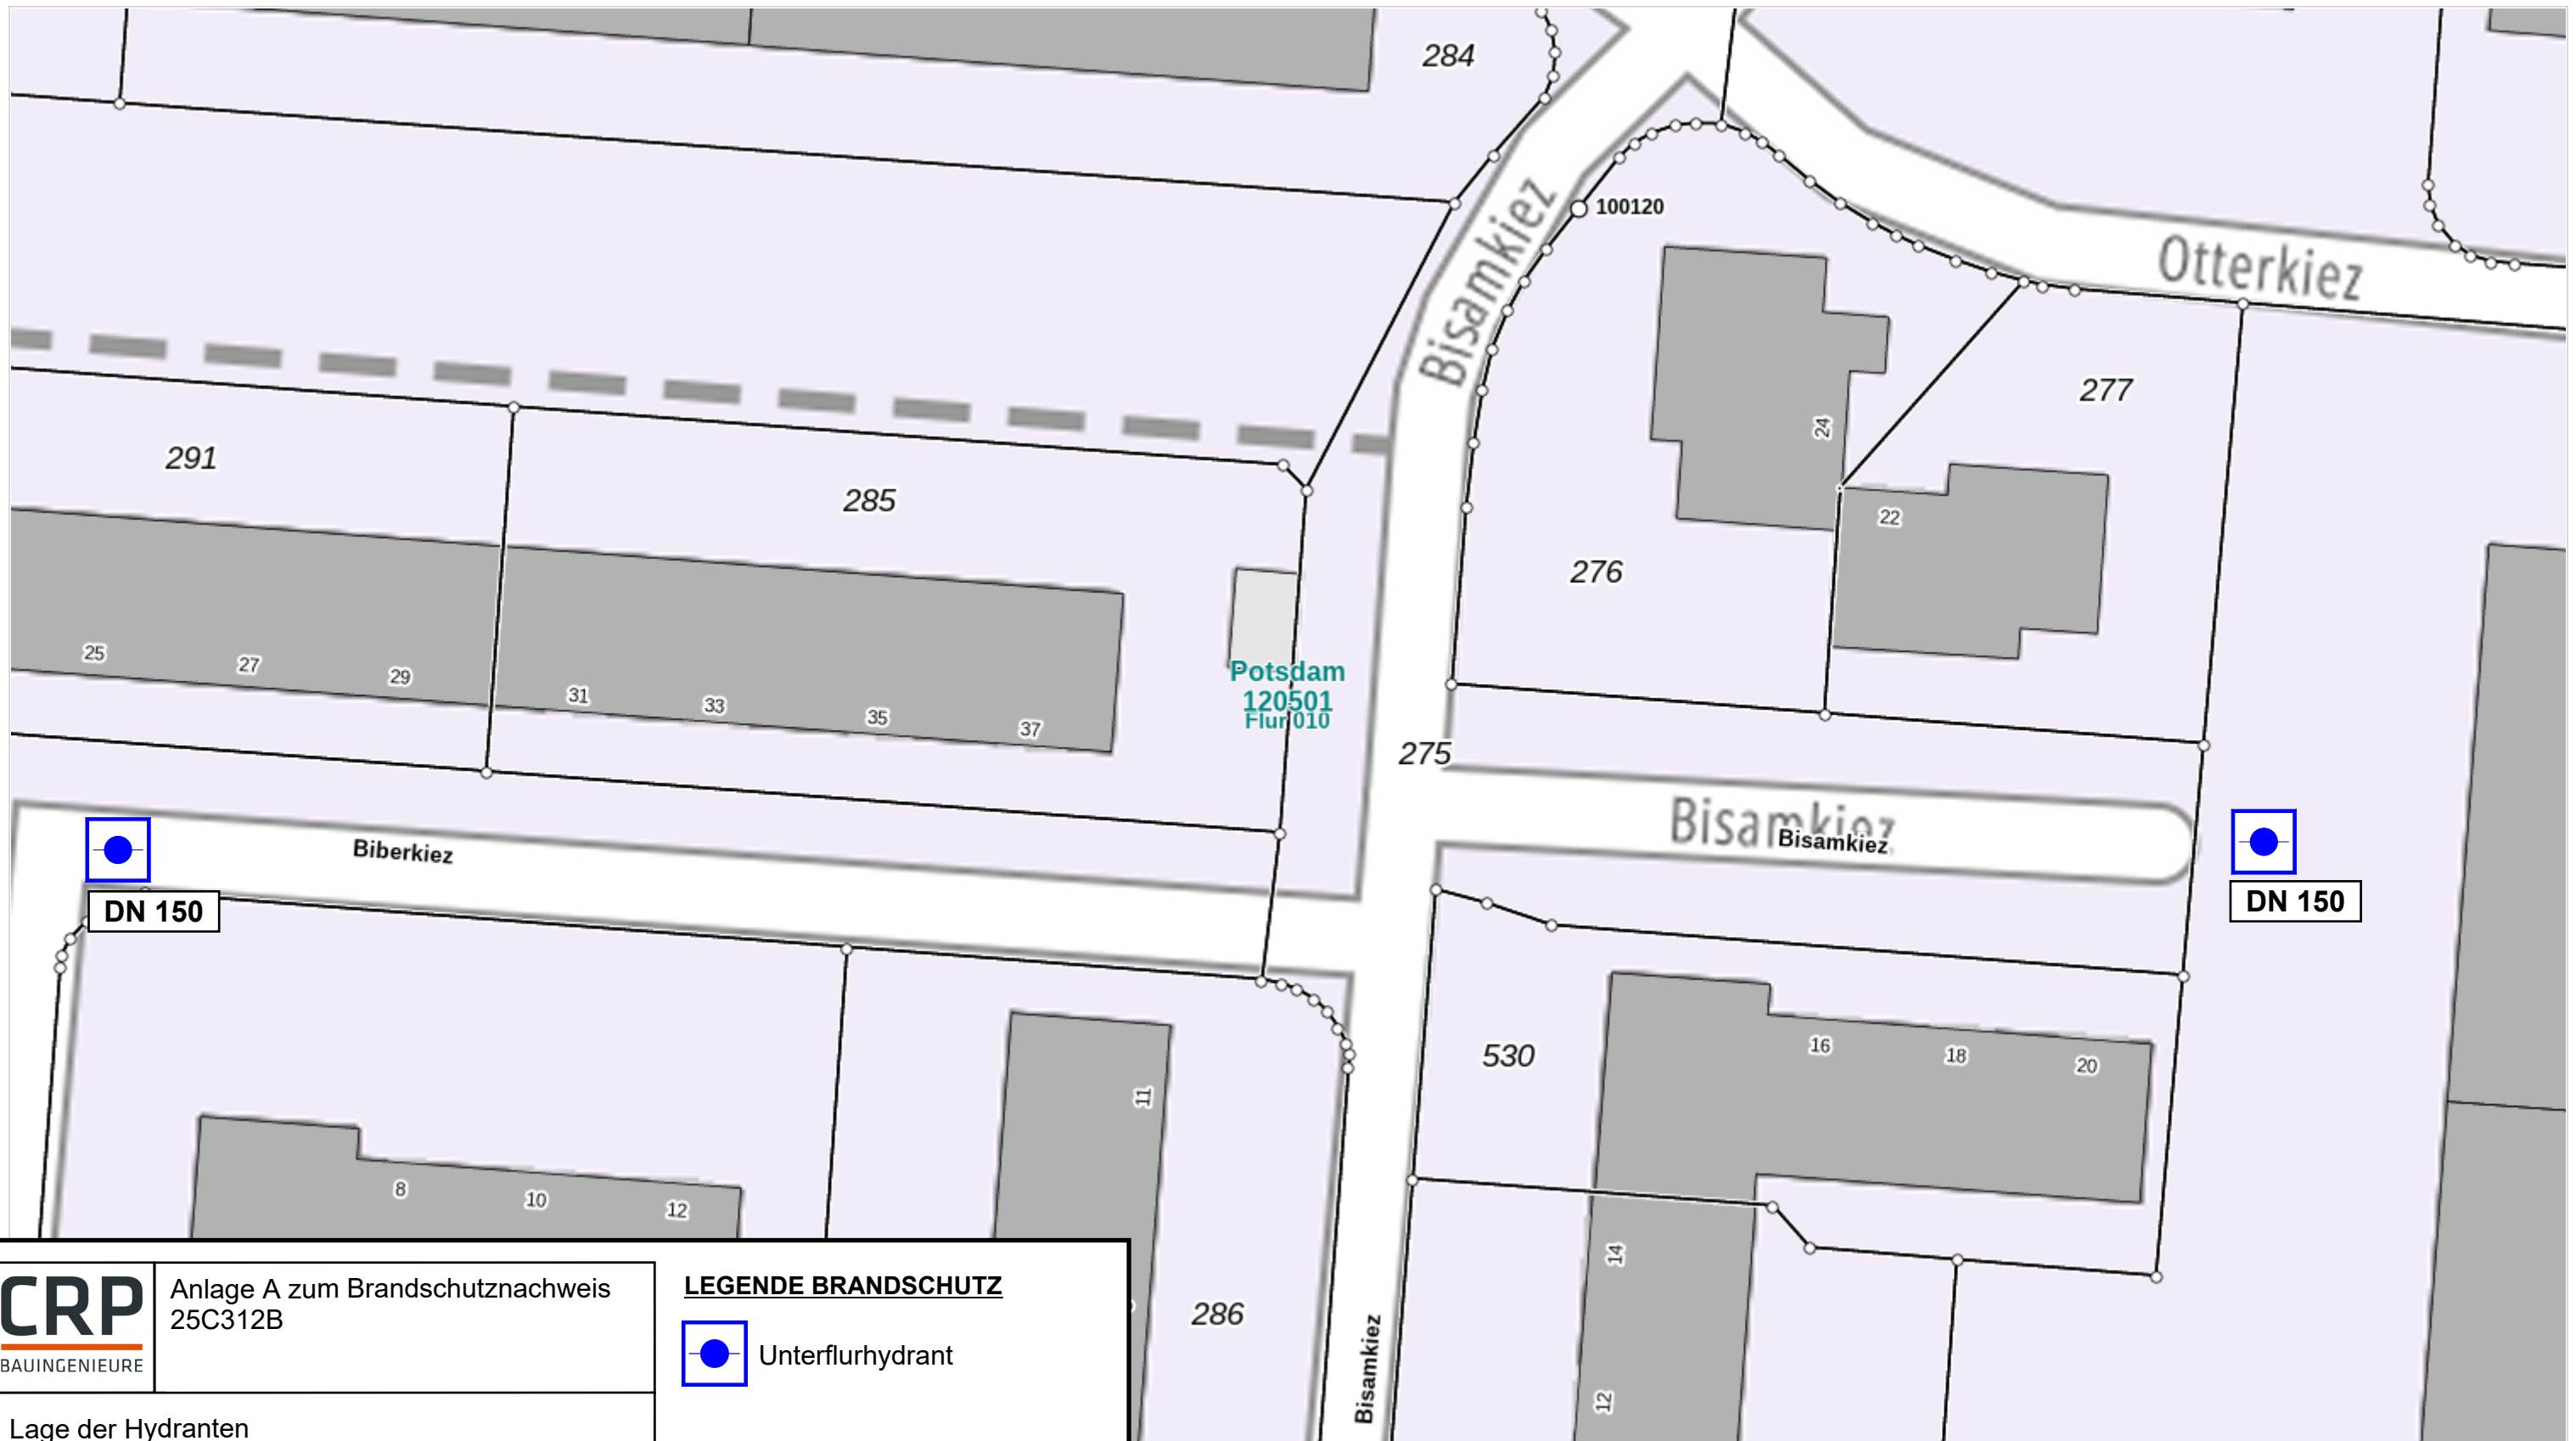 284
Bisamkiez
100120
Otterkiez
277
24
291
285
22
276
25
27
29
31
33
35
37
Potsdam
120501
Flur 010
275
Bisamkiez
Bisamkiez
Biberkiez
DN 150
DN 150
530
16
18
20
11
8
10
12
14
12
286
Bisamkiez
CRP
BAUINGENIEURE
Anlage A zum Brandschutznachweis
25C312B
Lage der Hydranten
LEGENDE BRANDSCHUTZ
Unterflurhydrant